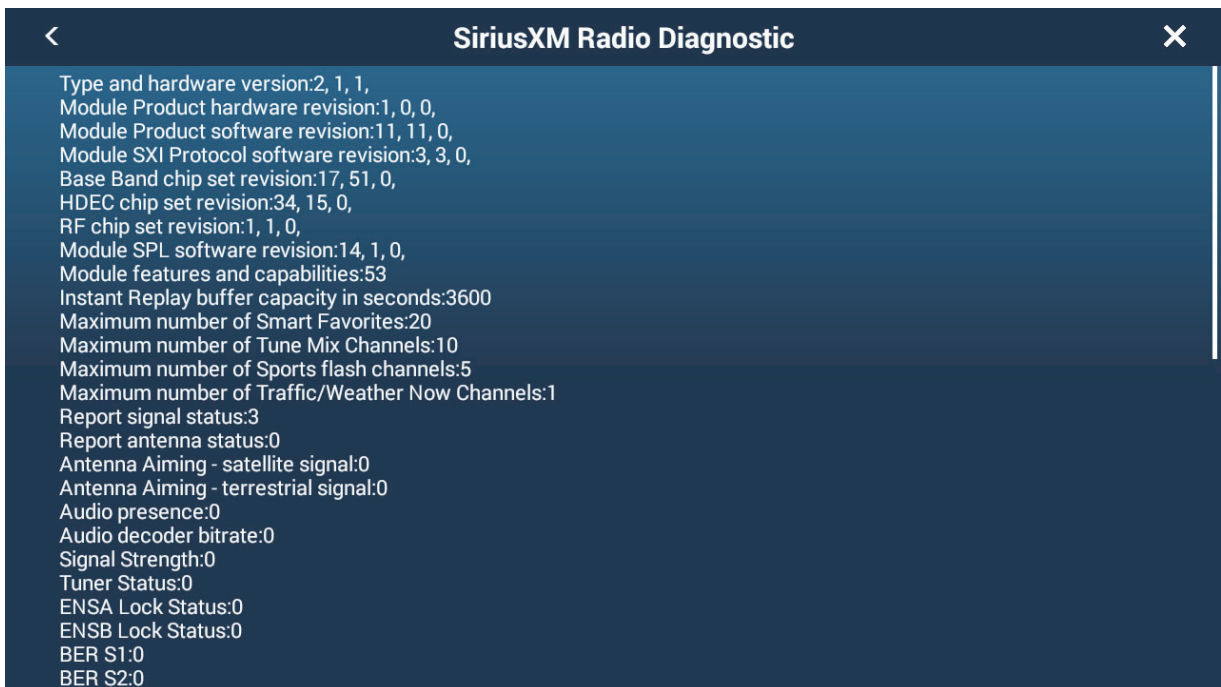 SiriusXM Radio Diagnostic
Type and hardware version:2, 1, 1,
Module Product hardware revision:1, 0, 0,
Module Product software revision:11, 11, 0,
Module SXI Protocol software revision:3, 3, 0,
Base Band chip set revision:17, 51, 0,
HDEC chip set revision:34, 15, 0,
RF chip set revision:1, 1, 0,
Module SPL software revision:14, 1, 0,
Module features and capabilities:53
Instant Replay buffer capacity in seconds:3600
Maximum number of Smart Favorites:20
Maximum number of Tune Mix Channels:10
Maximum number of Sports flash channels:5
Maximum number of Traffic/Weather Now Channels:1
Report signal status:3
Report antenna status:0
Antenna Aiming - satellite signal:0
Antenna Aiming - terrestrial signal:0
Audio presence:0
Audio decoder bitrate:0
Signal Strength:0
Tuner Status:0
ENSA Lock Status:0
ENSB Lock Status:0
BER S1:0
BER S2:0